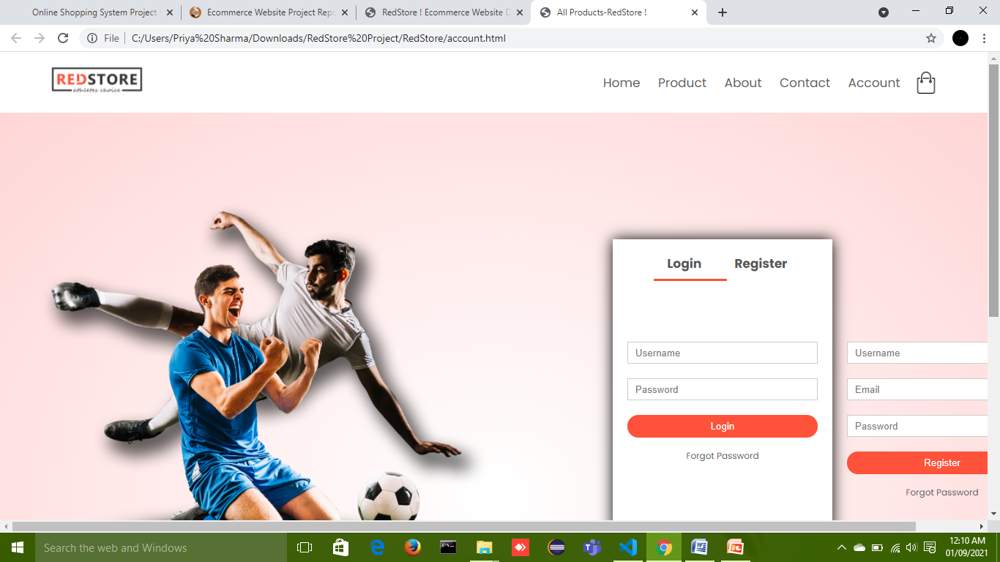 Online Shopping System Project
Ecommerce Website Project Repo
RedStore ! Ecommerce Website D
All Products-RedStore !
File
C:/Users/Priya%20Sharma/Downloads/RedStore%20Project/RedStore/account.html
REDSTORE
athletes choice
Home Product About Contact Account
Login Register
Username
Username
Password
Email
Login
Password
Forgot Password
Register
Forgot Password
Search the web and Windows
12:10 AM
01/09/2021